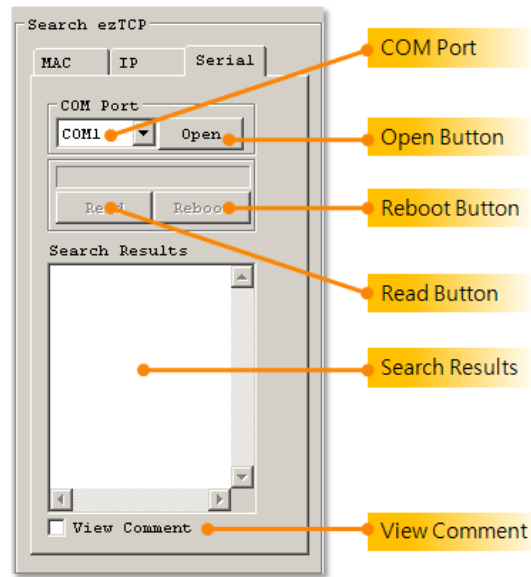 Search ezTCP
MAC IP Serial
COM Port
COM1 Open
Read Reboot
Search Results
View Comment
COM Port
Open Button
Reboot Button
Read Button
Search Results
View Comment